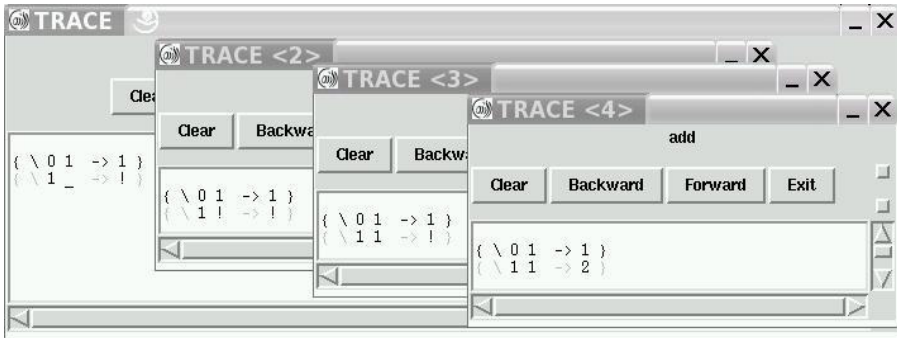 TRACE
TRACE <2>
TRACE <3>
TRACE <4>
add
Clear Backward Forward Exit
{ \ 0 1 -> 1 }
{ \ 1 1 -> 2 }
Clear
{ \ 0 1 -> 1 }
{ \ 1 1 -> ! }
Clear
{ \ 0 1 -> 1 }
{ \ 1 ! -> ! }
{ \ 0 1 -> 1 }
{ \ 1 _ -> ! }